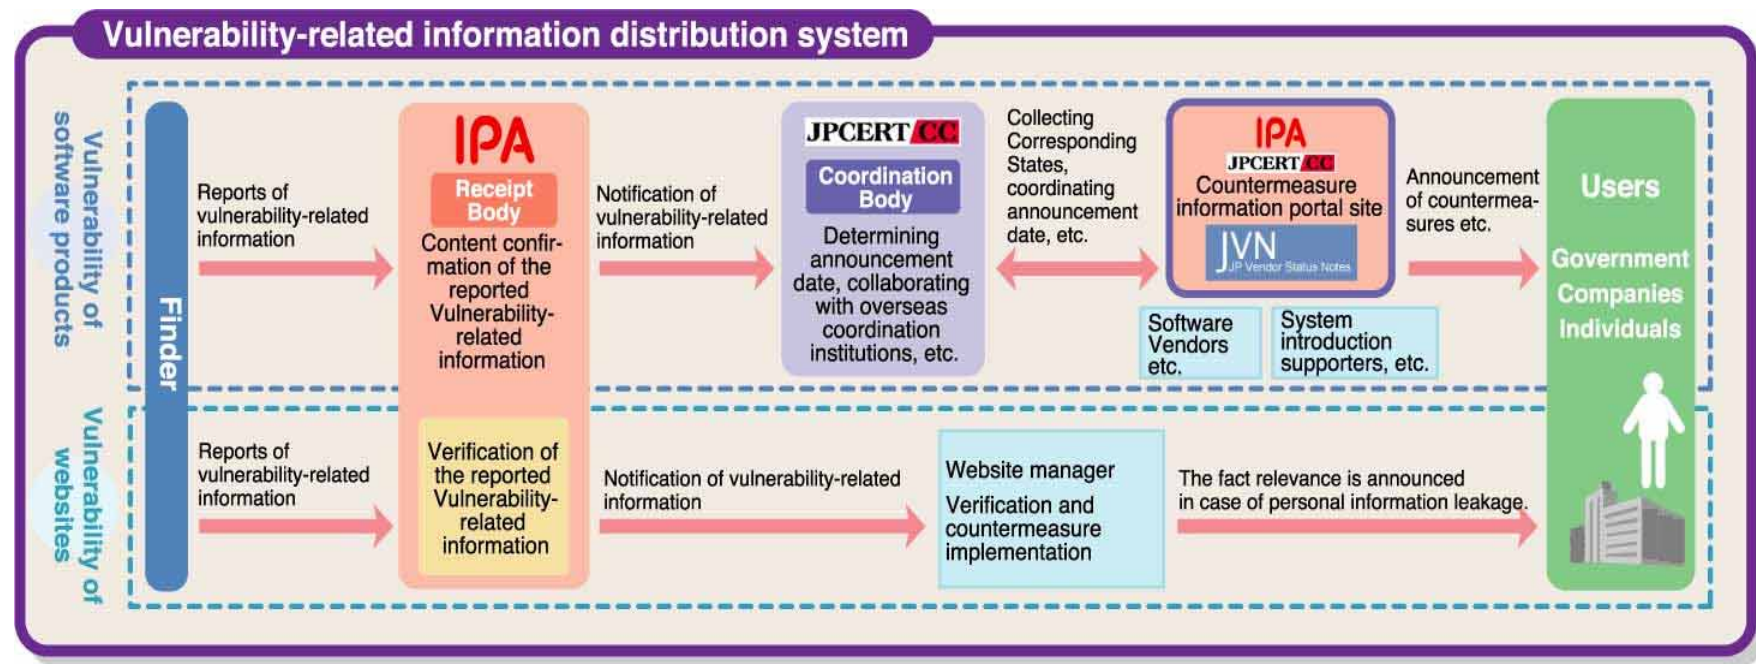 Vulnerability-related information distribution system
Vulnerability of
software products
Finder
Reports of
vulnerability-related
information
IPA
Receipt
Body
Content confir-
mation of the
reported
Vulnerability-
related
information
Notification of
vulnerability-related
information
JPCERT CC
Coordination
Body
Determining
announcement
date, collaborating
with overseas
coordination
institutions, etc.
Collecting
Corresponding
States,
coordinating
announcement
date, etc.
IPA
JPCERT CC
Countermeasure
information portal site
JVN
JP Vendor Status Notes
Software
Vendors
etc.
System
introduction
supporters, etc.
Announcement
of countermea-
sures etc.
Users
Government
Companies
Individuals
Vulnerability of
websites
Reports of
vulnerability-related
information
Verification of
the reported
Vulnerability-
related
information
Notification of vulnerability-related
information
Website manager
Verification and
countermeasure
implementation
The fact relevance is announced
in case of personal information leakage.